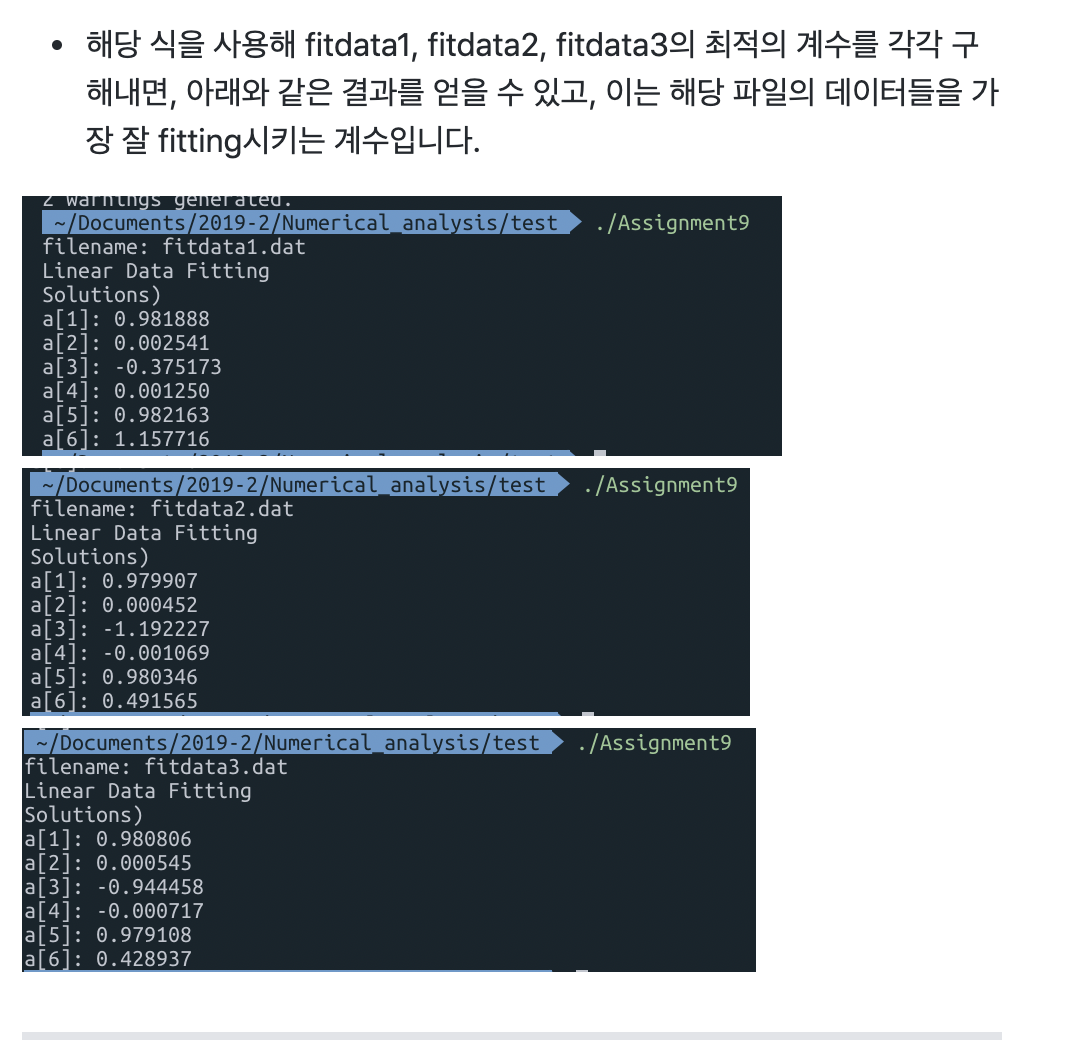 해당 식을 사용해 fitdata1, fitdata2, fitdata3의 최적의 계수를 각각 구
해내면, 아래와 같은 결과를 얻을 수 있고, 이는 해당 파일의 데이터들을 가
장 잘 fitting시키는 계수입니다.
2 warnings generated.
~/Documents/2019-2/Numerical_analysis/test ./Assignment9
filename: fitdata1.dat
Linear Data Fitting
Solutions)
a[1]: 0.981888
a[2]: 0.002541
a[3]: -0.375173
a[4]: 0.001250
a[5]: 0.982163
a[6]: 1.157716
~/Documents/2019-2/Numerical_analysis/test ./Assignment9
filename: fitdata2.dat
Linear Data Fitting
Solutions)
a[1]: 0.979907
a[2]: 0.000452
a[3]: -1.192227
a[4]: -0.001069
a[5]: 0.980346
a[6]: 0.491565
~/Documents/2019-2/Numerical_analysis/test ./Assignment9
filename: fitdata3.dat
Linear Data Fitting
Solutions)
a[1]: 0.980806
a[2]: 0.000545
a[3]: -0.944458
a[4]: -0.000717
a[5]: 0.979108
a[6]: 0.428937